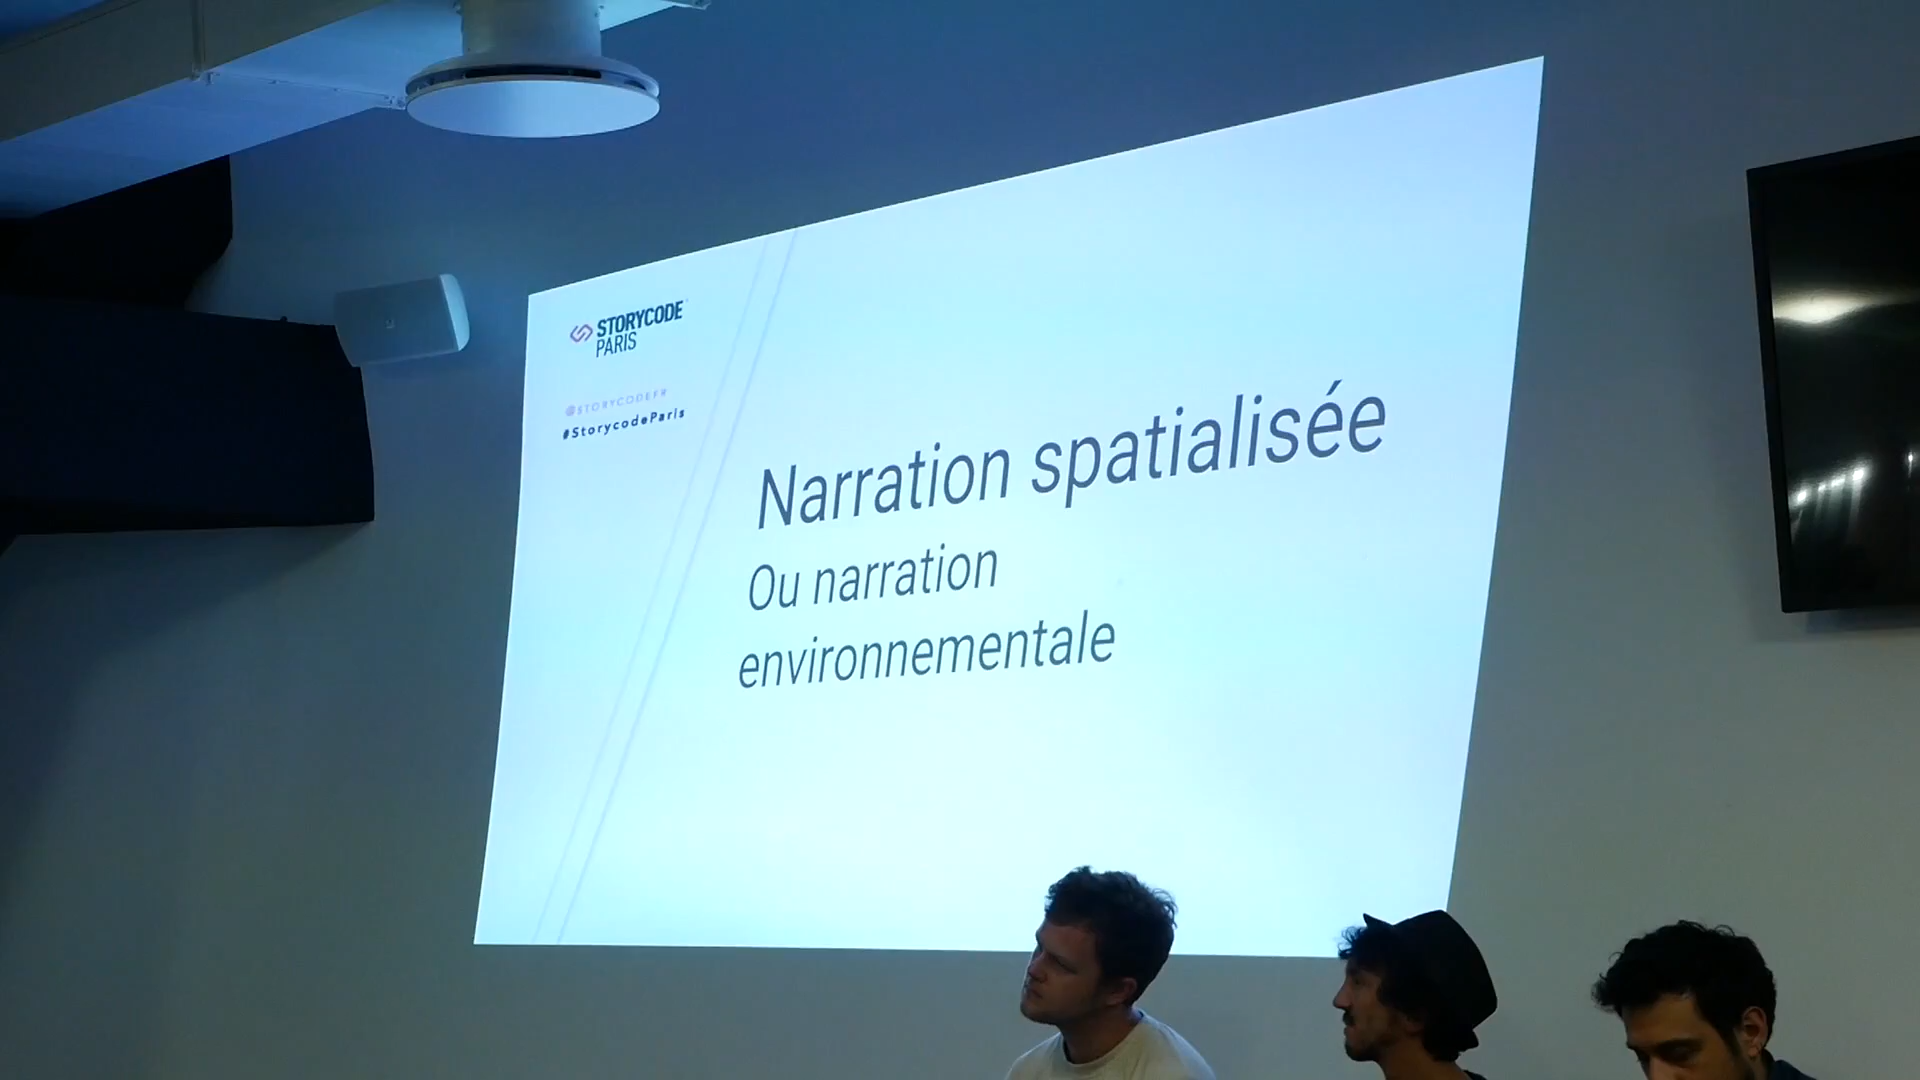 STORYCODE
PARIS
@STORYCODEFR
#StorycodeParis
Narration spatialisée
Ou narration
environnementale